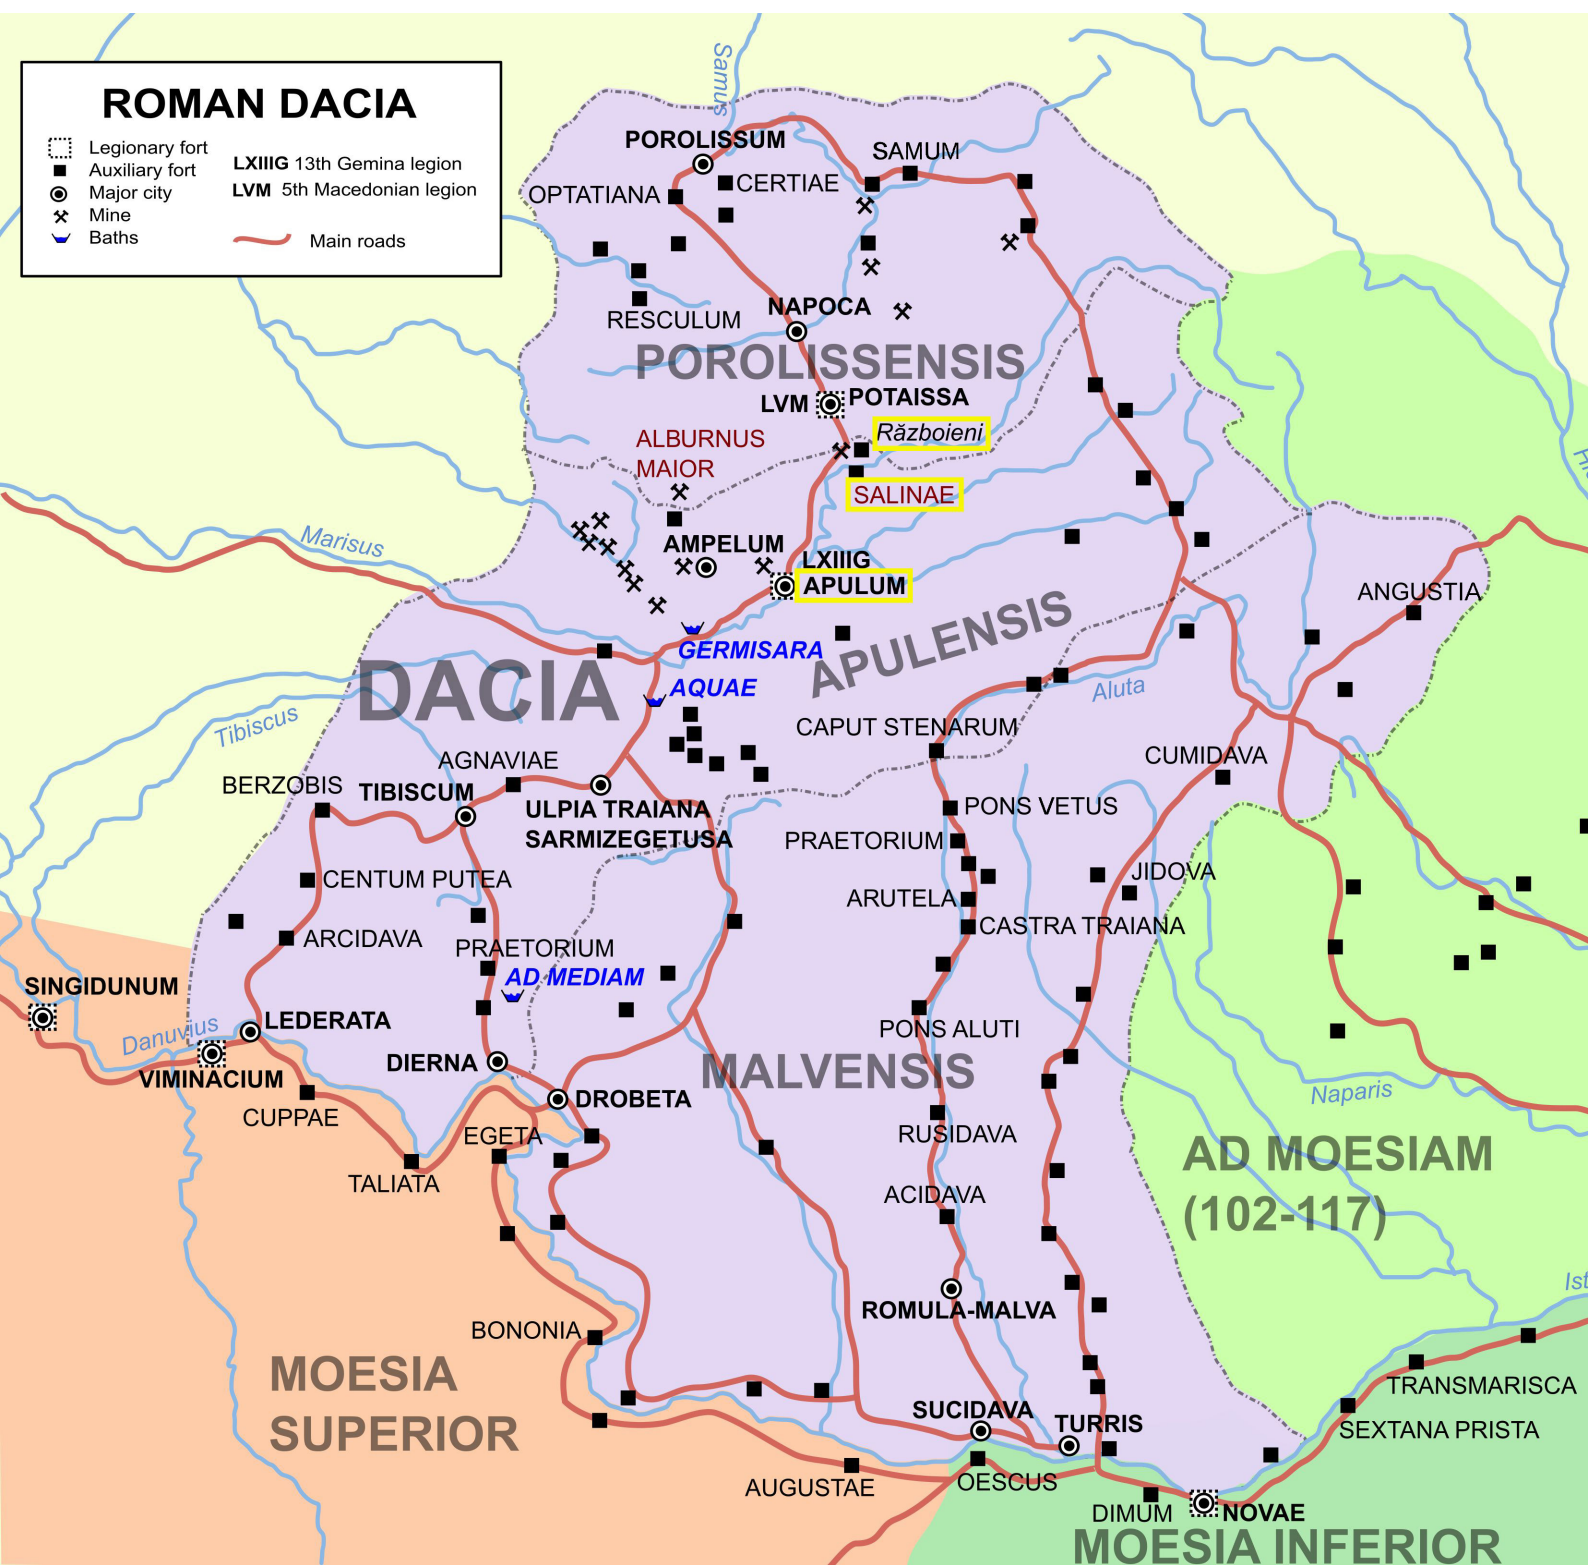 ROMAN DACIA
Legionary fort
Auxiliary fort
Major city
Mine
Baths
LXIIIG 13th Gemina legion
LVM 5th Macedonian legion
Main roads
Samus
POROLISSUM
SAMUM
CERTIAE
OPTATIANA
NAPOCA
RESCULUM
POROLISSENSIS
LVM
POTAISSA
Războieni
ALBURNUS
MAIOR
SALINAE
Marisus
AMPELUM
LXIIIG
APULUM
ANGUSTIA
GERMISARA
APULENSIS
DACIA
AQUAE
Aluta
Tibiscus
CAPUT STENARUM
CUMIDAVA
AGNAVIAE
BERZOBIS
TIBISCUM
ULPIA TRAIANA
SARMIZEGETUSA
PONS VETUS
PRAETORIUM
JIDOVA
CENTUM PUTEA
ARUTELA
CASTRA TRAIANA
ARCIDAVA
PRAETORIUM
AD MEDIAM
SINGIDUNUM
LEDERATA
Danuvius
PONS ALUTI
DIERNA
MALVENSIS
VIMINACIUM
Naparis
CUPPAE
DROBETA
EGETA
RUSIDAVA
AD MOESIAM
(102-117)
TALIATA
ACIDAVA
Ist
ROMULA-MALVA
BONONIA
MOESIA
SUPERIOR
TRANSMARISCA
SUCIDAVA
TURRIS
SEXTANA PRISTA
AUGUSTAE
OESCUS
DIMUM
NOVAE
MOESIA INFERIOR